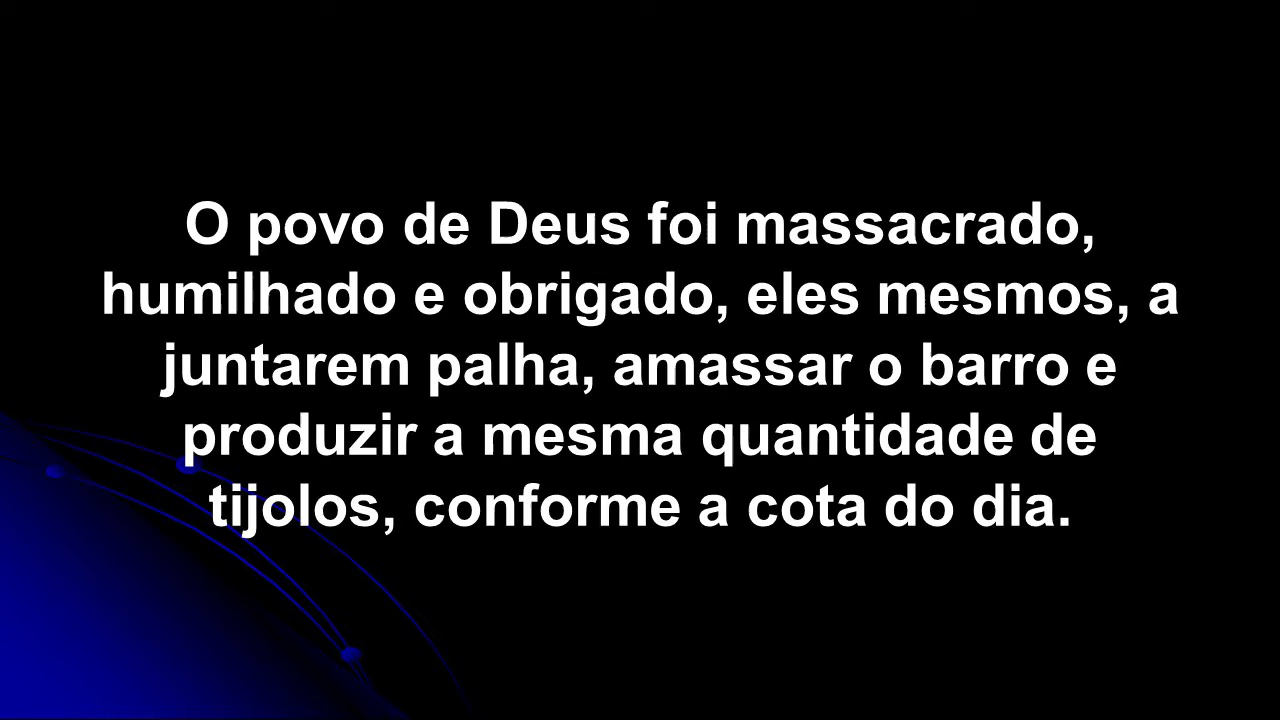 O povo de Deus foi massacrado,
humilhado e obrigado, eles mesmos, a
juntarem palha, amassar o barro e
produzir a mesma quantidade de
tijolos, conforme a cota do dia.